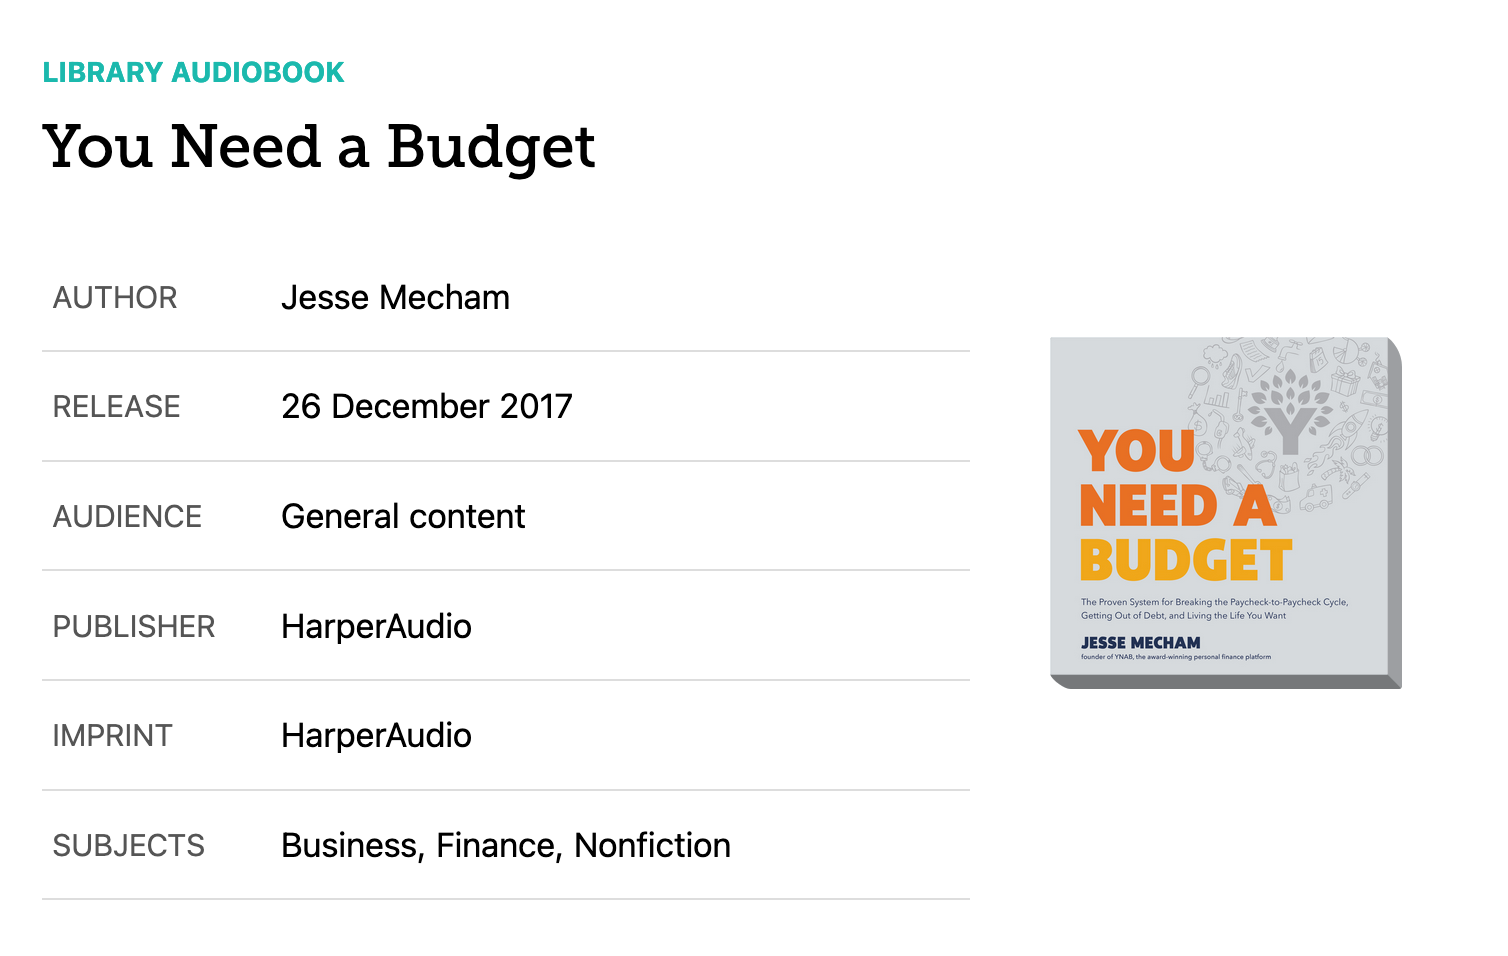 LIBRARY AUDIOBOOK
You Need a Budget
AUTHOR Jesse Mecham
RELEASE 26 December 2017
AUDIENCE General content
PUBLISHER HarperAudio
IMPRINT HarperAudio
SUBJECTS Business, Finance, Nonfiction
Y
YOU
NEED A
BUDGET
The Proven System for Breaking the Paycheck-to-Paycheck Cycle,
Getting Out of Debt, and Living the Life You Want
JESSE MECHAM
founder of YNAB, the award-winning personal finance platform